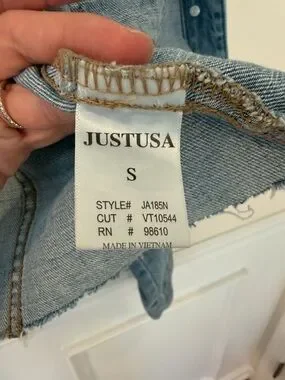 JUSTUSA
S
STYLE# JA185N
CUT # VT10544
RN # 98610
MADE IN VIETNAM